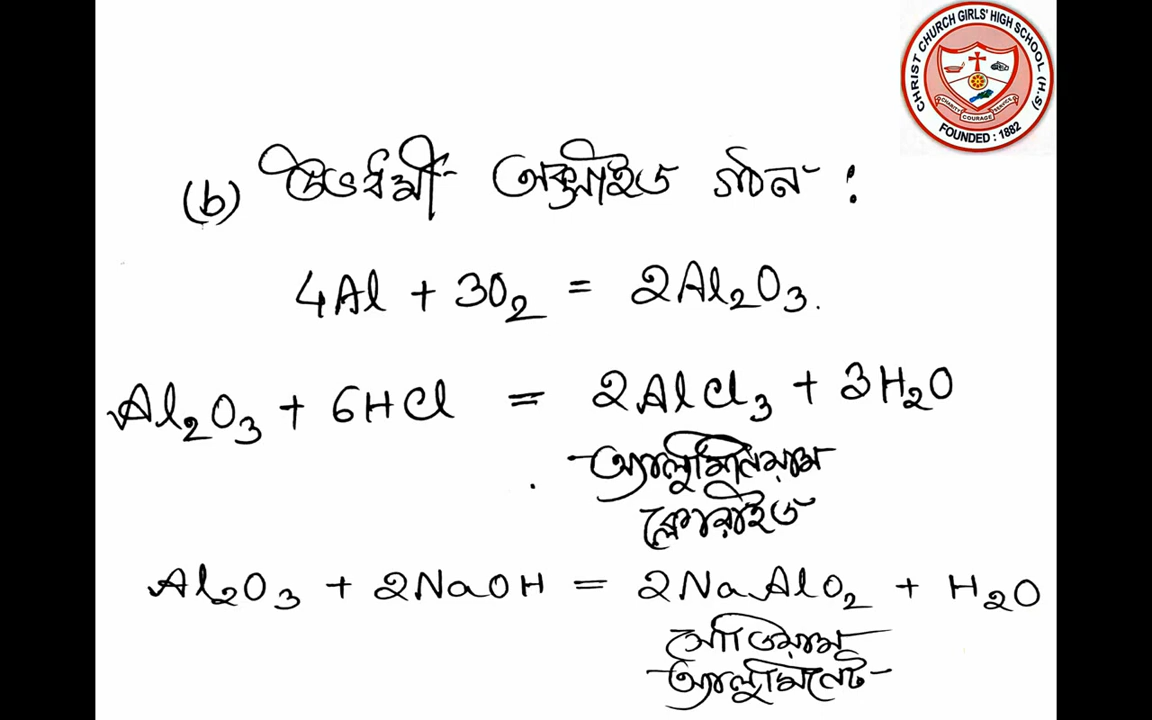 CHRIST CHURCH GIRLS' HIGH SCHOOL (H.S)
CHARITY COURAGE SERVICE
FOUNDED : 1882
(b) উভধর্মী অক্সাইড গঠন :
4Al + 3O₂ = 2Al₂O₃.
Al₂O₃ + 6HCl = 2AlCl₃ + 3H₂O
অ্যালুমিনিয়াম
ক্লোরাইড
Al₂O₃ + 2NaOH = 2NaAlO₂ + H₂O
সোডিয়াম
অ্যালুমিনেট